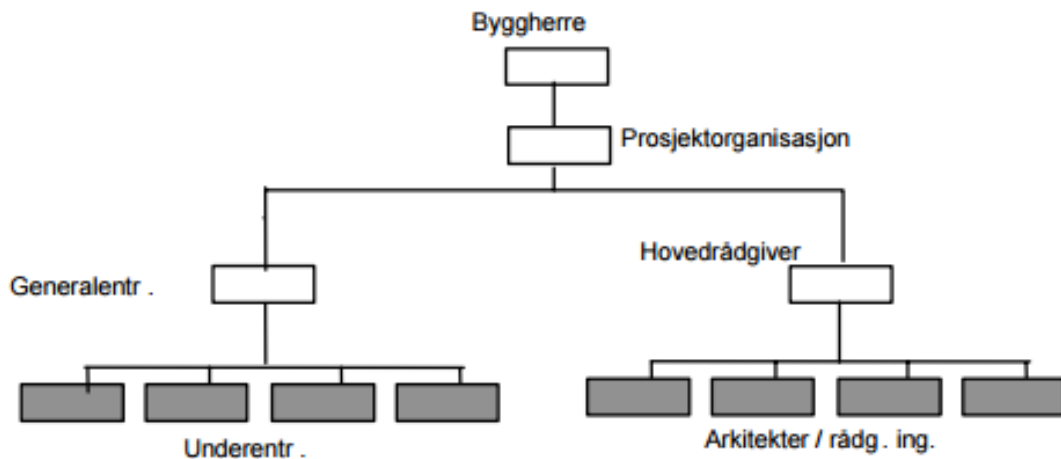 Byggherre
Prosjektorganisasjon
Hovedrådgiver
Generalentr .
Underentr .
Arkitekter / rådg . ing.